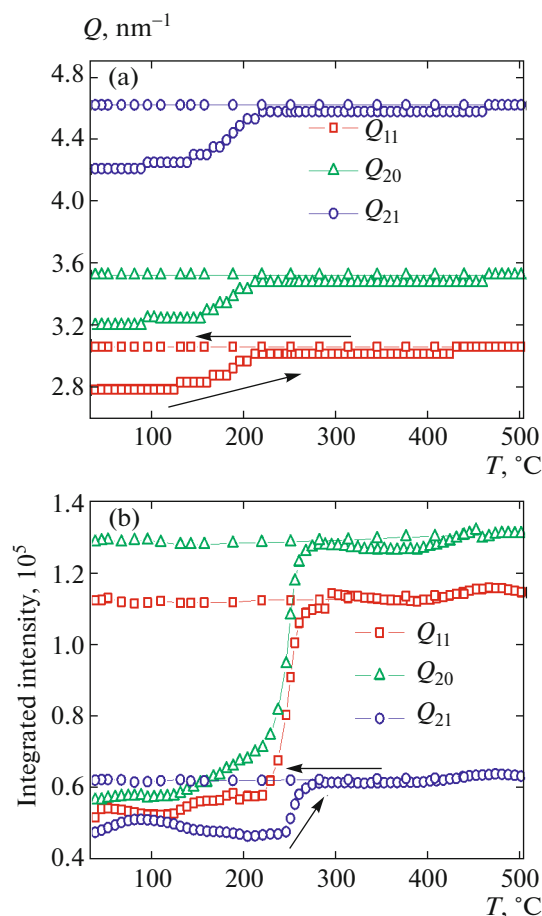 Q, nm⁻¹
4.8
(a)
Q₁₁
4.4
Q₂₀
Q₂₁
4.0
3.6
3.2
2.8
100 200 300 400 500
T, °C
1.4
(b)
Integrated intensity, 10⁵
1.2
Q₁₁
1.0
Q₂₀
Q₂₁
0.8
0.6
0.4
100 200 300 400 500
T, °C